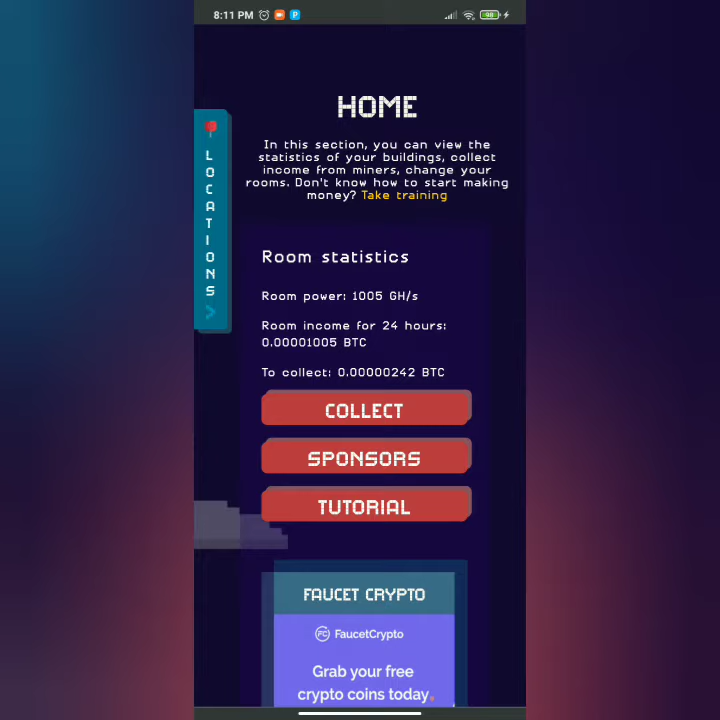 8:11 PM
98
HOME
In this section, you can view the
statistics of your buildings, collect
income from miners, change your
rooms. Don't know how to start making
money? Take training
LOCATIONS
Room statistics
Room power: 1005 GH/s
Room income for 24 hours:
0.00001005 BTC
To collect: 0.00000242 BTC
COLLECT
SPONSORS
TUTORIAL
FAUCET CRYPTO
FC FaucetCrypto
Grab your free
crypto coins today.